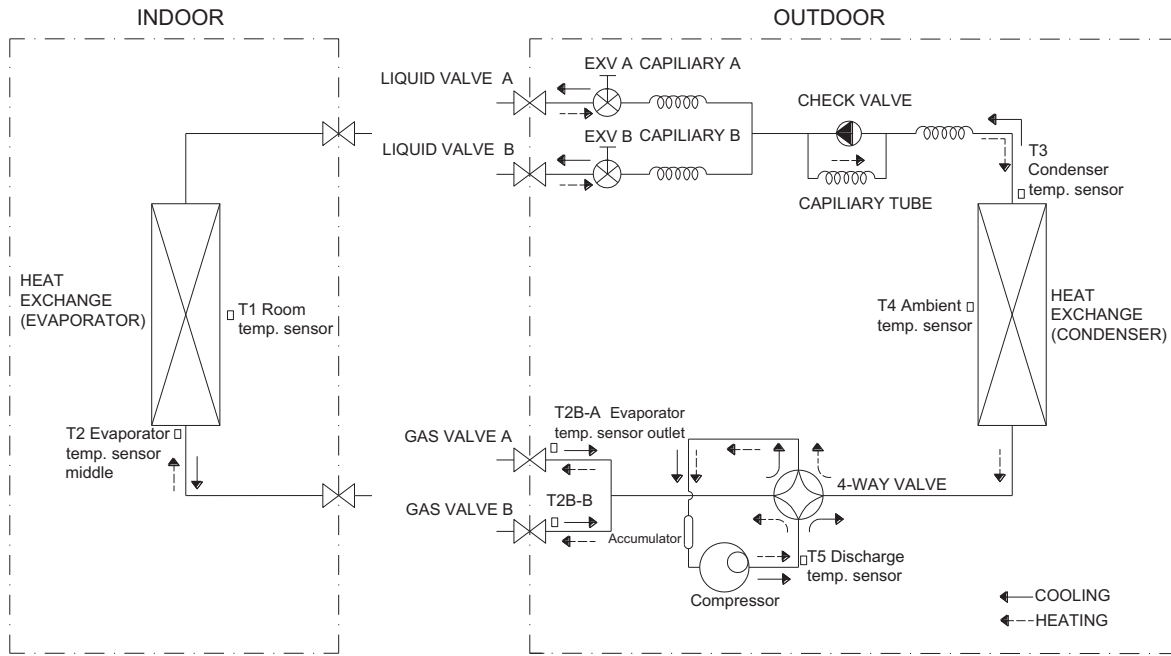 INDOOR
OUTDOOR
LIQUID VALVE A
EXV A CAPILIARY A
CHECK VALVE
LIQUID VALVE B
EXV B CAPILIARY B
T3
Condenser
temp. sensor
CAPILIARY TUBE
HEAT
EXCHANGE
(EVAPORATOR)
T1 Room
temp. sensor
T4 Ambient
temp. sensor
HEAT
EXCHANGE
(CONDENSER)
T2 Evaporator
temp. sensor
middle
GAS VALVE A
T2B-A Evaporator
temp. sensor outlet
4-WAY VALVE
GAS VALVE B
T2B-B
Accumulator
T5 Discharge
temp. sensor
Compressor
COOLING
HEATING